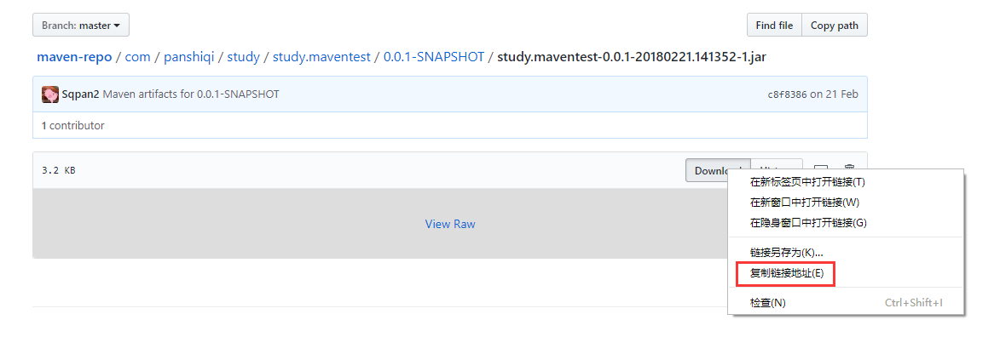 Branch: master
Find file Copy path
maven-repo / com / panshiqi / study / study.maventest / 0.0.1-SNAPSHOT / study.maventest-0.0.1-20180221.141352-1.jar
Sqpan2 Maven artifacts for 0.0.1-SNAPSHOT c8f8386 on 21 Feb
1 contributor
3.2 KB
View Raw
在新标签页中打开链接(T)
在新窗口中打开链接(W)
在隐身窗口中打开链接(G)
链接另存为(K)...
复制链接地址(E)
检查(N) Ctrl+Shift+I